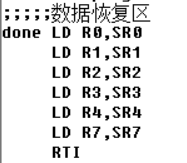 ;;;;;数据恢复区
done LD R0,SR0
LD R1,SR1
LD R2,SR2
LD R3,SR3
LD R4,SR4
LD R7,SR7
RTI